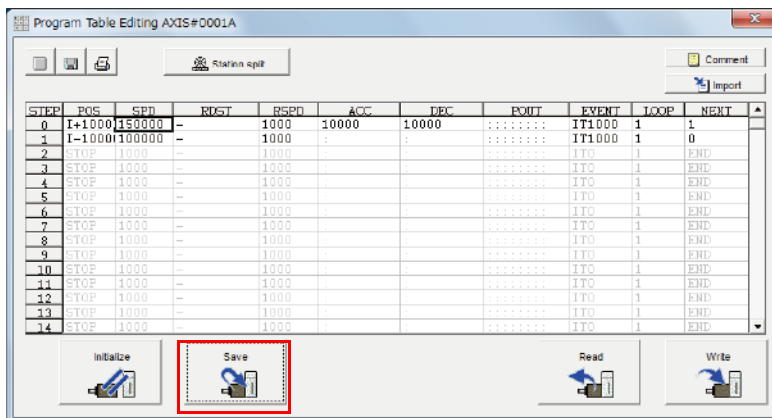 Program Table Editing AXIS#0001A
Station split
Comment
Import
STEP POS SPD RDST RSPD ACC DEC POUT EVENT LOOP NEXT
0 I+1000 150000 - 1000 10000 10000 :::::::: IT1000 1 1
1 I-1000 100000 - 1000 : : :::::::: IT1000 1 0
2 STOP 1000 - 1000 : : :::::::: IT0 1 END
3 STOP 1000 - 1000 : : :::::::: IT0 1 END
4 STOP 1000 - 1000 : : :::::::: IT0 1 END
5 STOP 1000 - 1000 : : :::::::: IT0 1 END
6 STOP 1000 - 1000 : : :::::::: IT0 1 END
7 STOP 1000 - 1000 : : :::::::: IT0 1 END
8 STOP 1000 - 1000 : : :::::::: IT0 1 END
9 STOP 1000 - 1000 : : :::::::: IT0 1 END
10 STOP 1000 - 1000 : : :::::::: IT0 1 END
11 STOP 1000 - 1000 : : :::::::: IT0 1 END
12 STOP 1000 - 1000 : : :::::::: IT0 1 END
13 STOP 1000 - 1000 : : :::::::: IT0 1 END
14 STOP 1000 - 1000 : : :::::::: IT0 1 END
Initialize Save Read Write